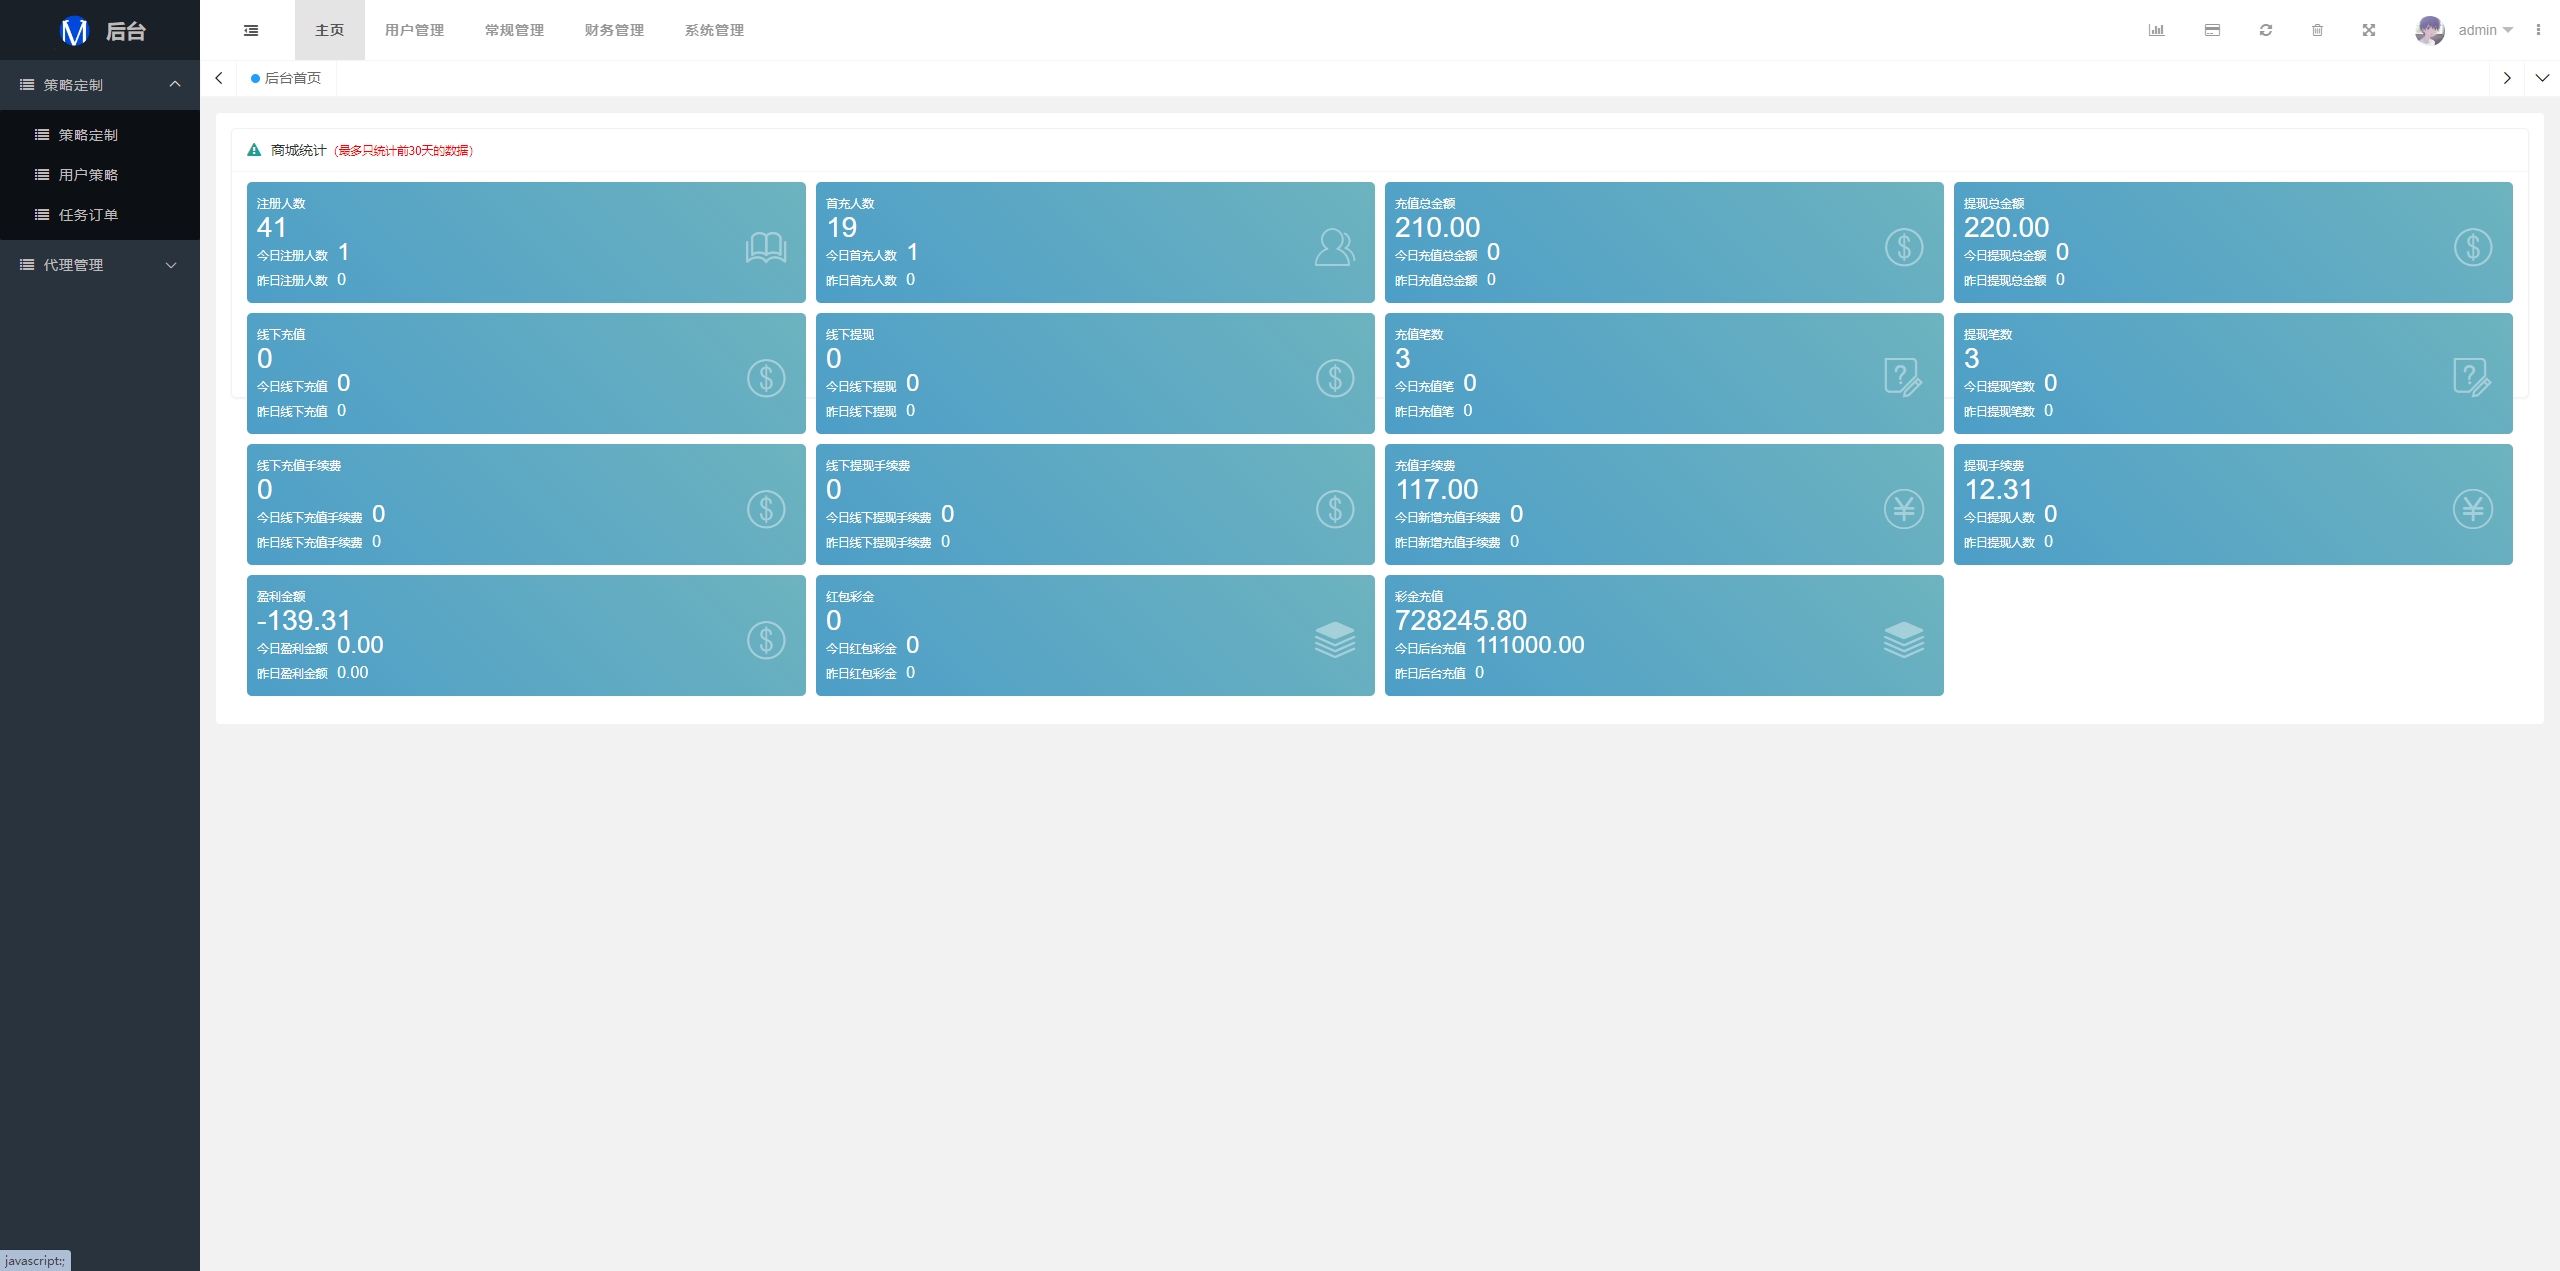 后台
主页
用户管理
常规管理
财务管理
系统管理
admin
策略定制
策略定制
用户策略
任务订单
代理管理
后台首页
商城统计（最多只统计前30天的数据）
注册人数
41
今日注册人数 1
昨日注册人数 0
首充人数
19
今日首充人数 1
昨日首充人数 0
充值总金额
210.00
今日充值总金额 0
昨日充值总金额 0
提现总金额
220.00
今日提现总金额 0
昨日提现总金额 0
线下充值
0
今日线下充值 0
昨日线下充值 0
线下提现
0
今日线下提现 0
昨日线下提现 0
充值笔数
3
今日充值笔 0
昨日充值笔 0
提现笔数
3
今日提现笔数 0
昨日提现笔数 0
线下充值手续费
0
今日线下充值手续费 0
昨日线下充值手续费 0
线下提现手续费
0
今日线下提现手续费 0
昨日线下提现手续费 0
充值手续费
117.00
今日新增充值手续费 0
昨日新增充值手续费 0
提现手续费
12.31
今日提现人数 0
昨日提现人数 0
盈利金额
-139.31
今日盈利金额 0.00
昨日盈利金额 0.00
红包彩金
0
今日红包彩金 0
昨日红包彩金 0
彩金充值
728245.80
今日后台充值 111000.00
昨日后台充值 0
javascript:;